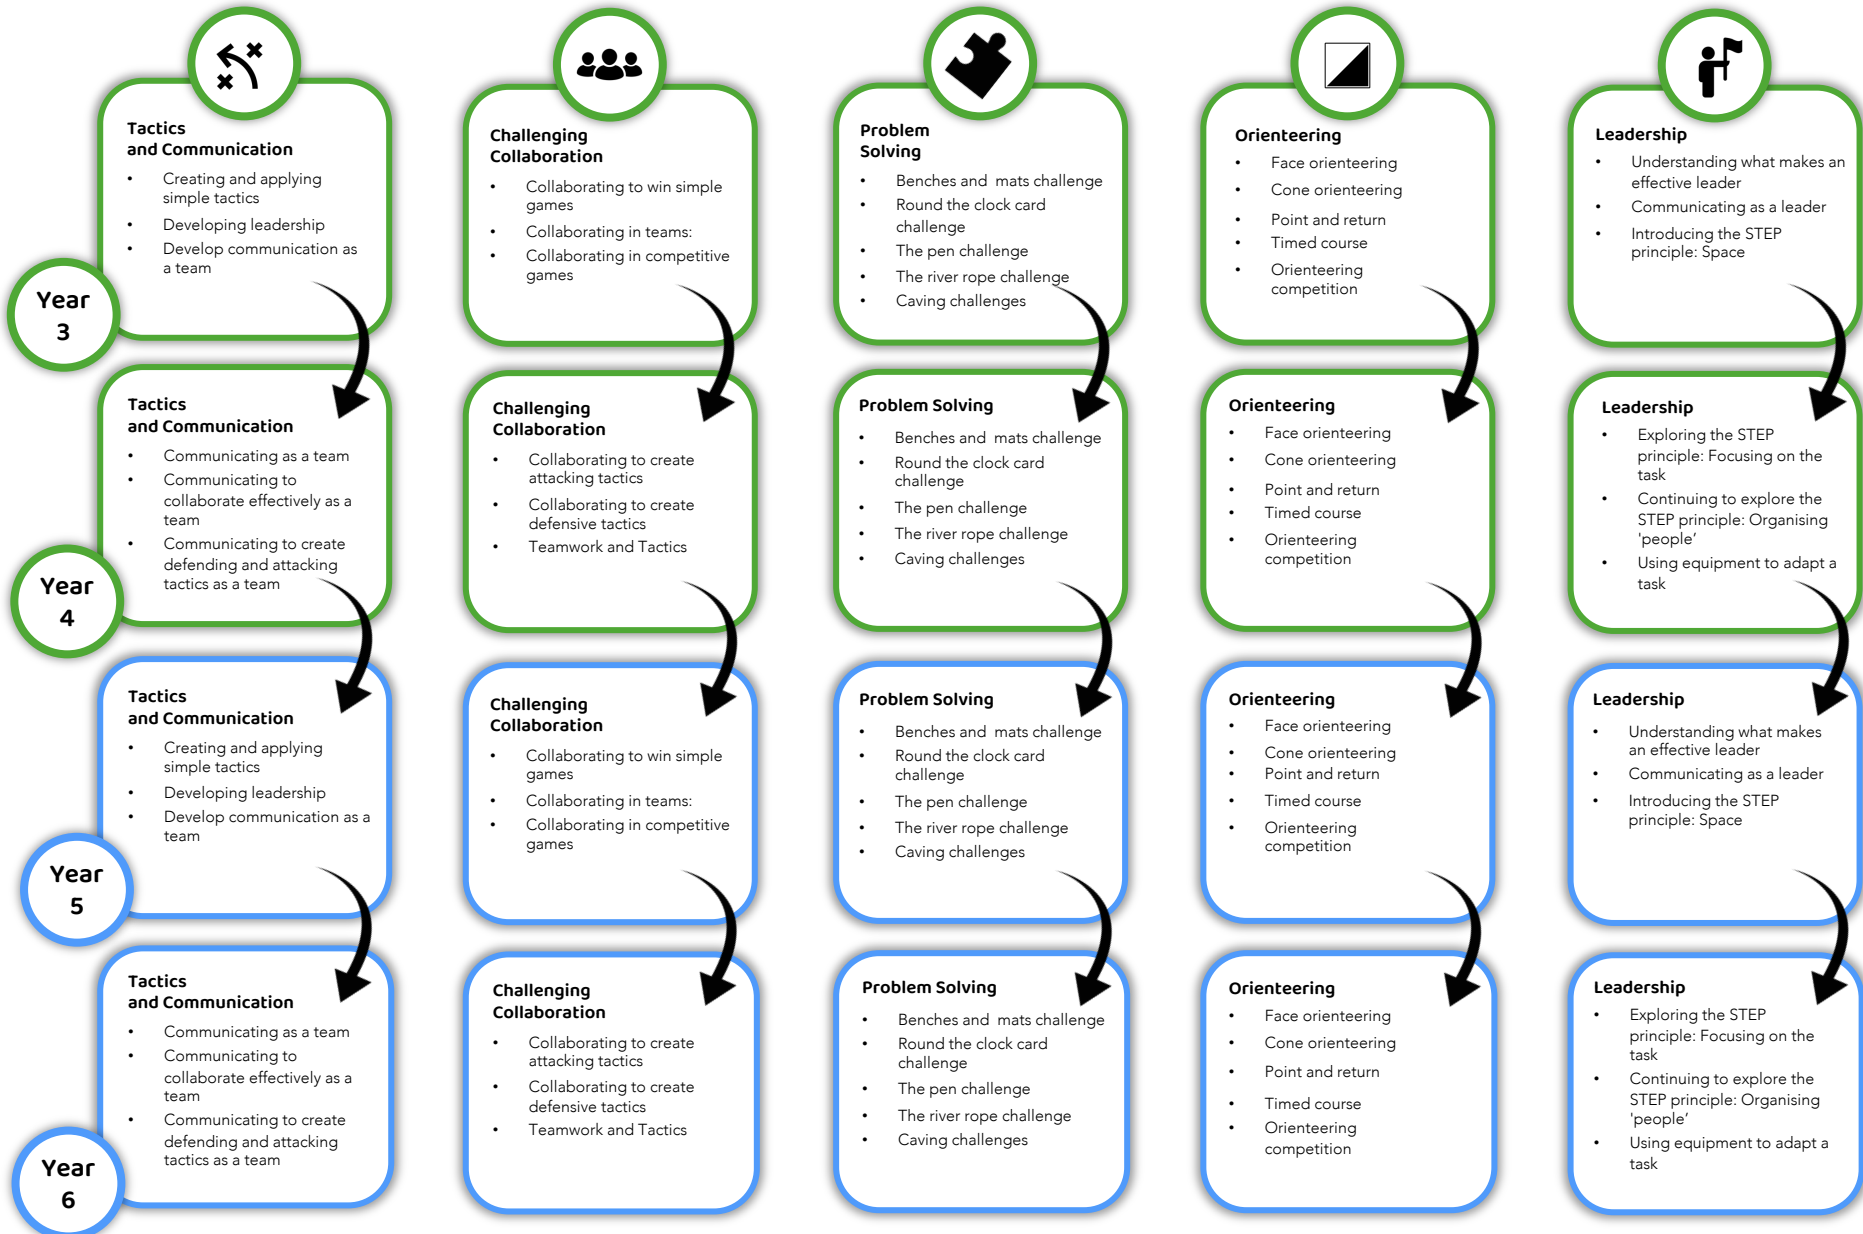 Year
3
Tactics
and Communication
• Creating and applying
simple tactics
• Developing leadership
• Develop communication as
a team
Challenging
Collaboration
• Collaborating to win simple
games
• Collaborating in teams:
• Collaborating in competitive
games
Problem
Solving
• Benches and mats challenge
• Round the clock card
challenge
• The pen challenge
• The river rope challenge
• Caving challenges
Orienteering
• Face orienteering
• Cone orienteering
• Point and return
• Timed course
• Orienteering
competition
Leadership
• Understanding what makes an
effective leader
• Communicating as a leader
• Introducing the STEP
principle: Space
Year
4
Tactics
and Communication
• Communicating as a team
• Communicating to
collaborate effectively as a
team
• Communicating to create
defending and attacking
tactics as a team
Challenging
Collaboration
• Collaborating to create
attacking tactics
• Collaborating to create
defensive tactics
• Teamwork and Tactics
Problem Solving
• Benches and mats challenge
• Round the clock card
challenge
• The pen challenge
• The river rope challenge
• Caving challenges
Orienteering
• Face orienteering
• Cone orienteering
• Point and return
• Timed course
• Orienteering
competition
Leadership
• Exploring the STEP
principle: Focusing on the
task
• Continuing to explore the
STEP principle: Organising
'people’
• Using equipment to adapt a
task
Year
5
Tactics
and Communication
• Creating and applying
simple tactics
• Developing leadership
• Develop communication as a
team
Challenging
Collaboration
• Collaborating to win simple
games
• Collaborating in teams:
• Collaborating in competitive
games
Problem Solving
• Benches and mats challenge
• Round the clock card
challenge
• The pen challenge
• The river rope challenge
• Caving challenges
Orienteering
• Face orienteering
• Cone orienteering
• Point and return
• Timed course
• Orienteering
competition
Leadership
• Understanding what makes
an effective leader
• Communicating as a leader
• Introducing the STEP
principle: Space
Year
6
Tactics
and Communication
• Communicating as a team
• Communicating to
collaborate effectively as a
team
• Communicating to create
defending and attacking
tactics as a team
Challenging
Collaboration
• Collaborating to create
attacking tactics
• Collaborating to create
defensive tactics
• Teamwork and Tactics
Problem Solving
• Benches and mats challenge
• Round the clock card
challenge
• The pen challenge
• The river rope challenge
• Caving challenges
Orienteering
• Face orienteering
• Cone orienteering
• Point and return
• Timed course
• Orienteering
competition
Leadership
• Exploring the STEP
principle: Focusing on the
task
• Continuing to explore the
STEP principle: Organising
'people’
• Using equipment to adapt a
task